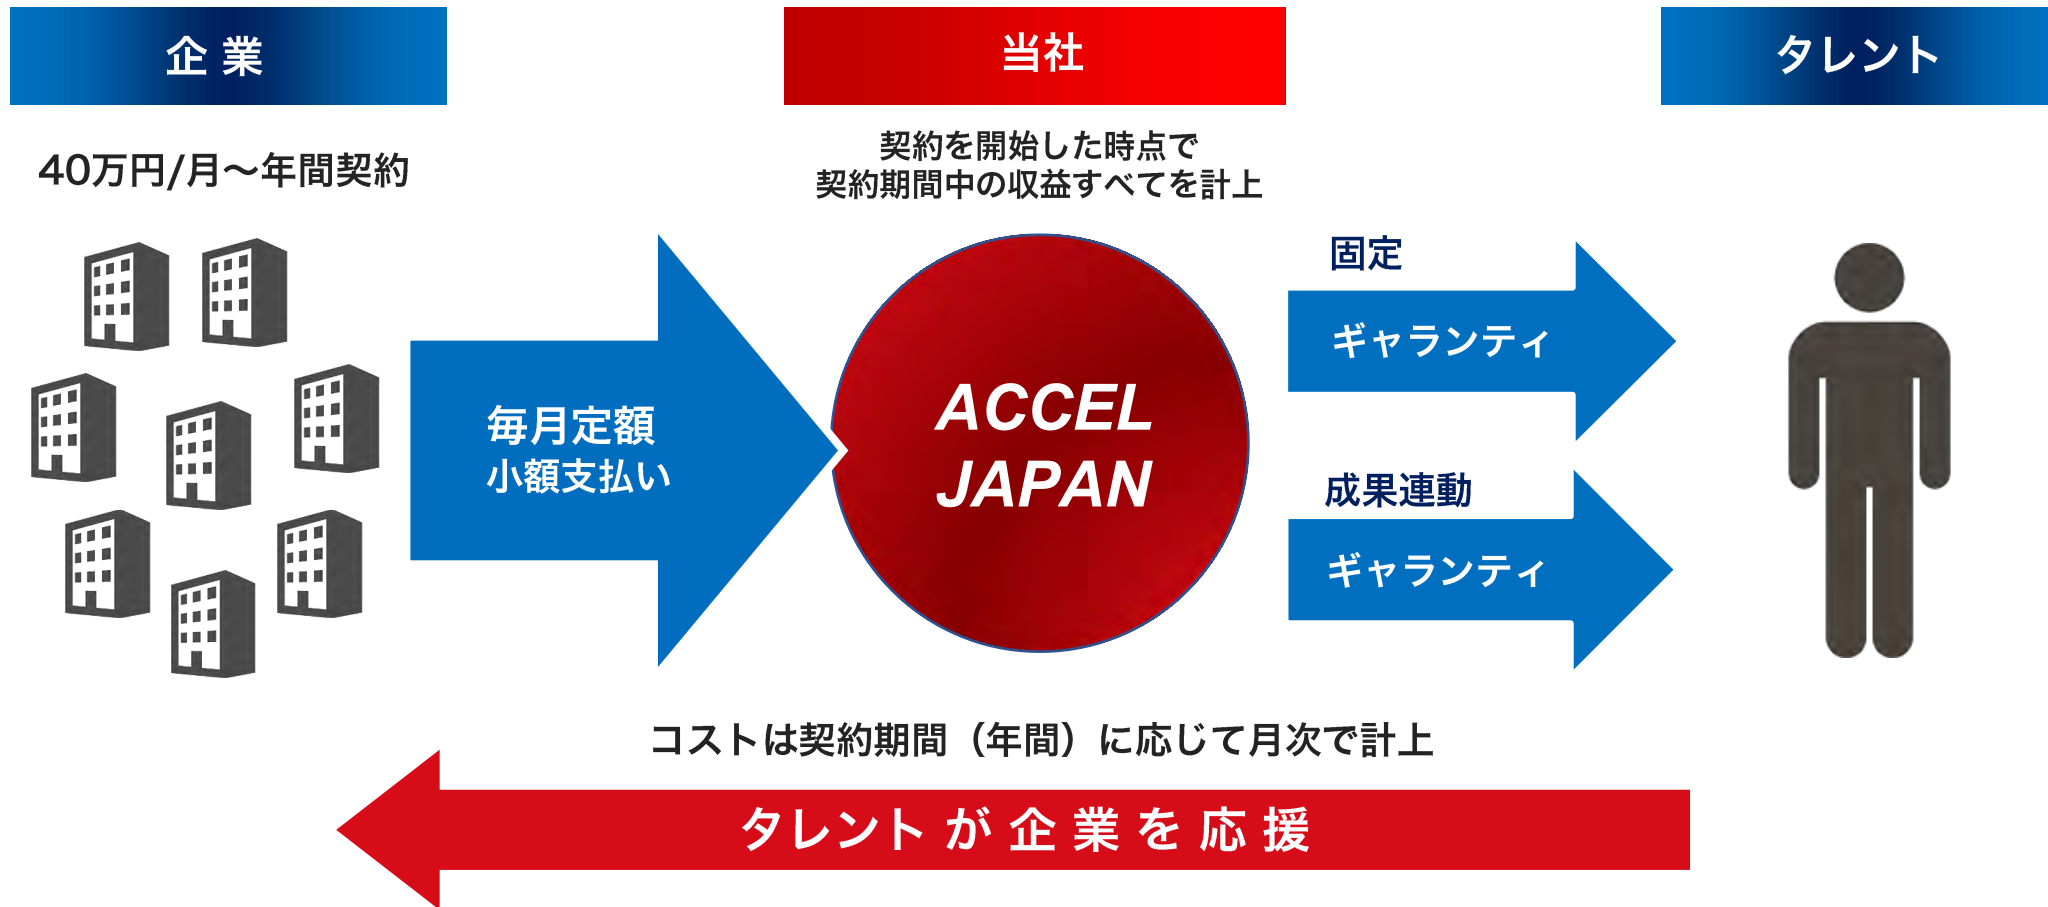 企業
当社
タレント
40万円/月〜年間契約
契約を開始した時点で
契約期間中の収益すべてを計上
毎月定額
小額支払い
ACCEL
JAPAN
固定
ギャランティ
成果連動
ギャランティ
コストは契約期間（年間）に応じて月次で計上
タレントが企業を応援